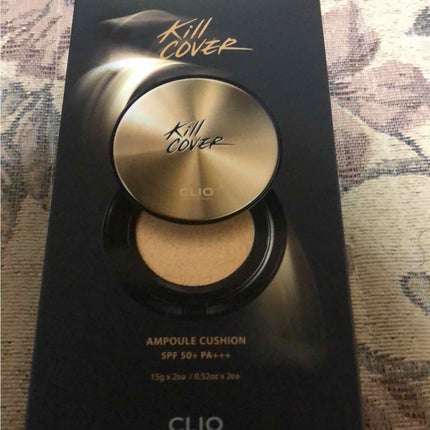 Kill
COVER
Kill
COVER
CLIO
AMPOULE CUSHION
SPF 50+ PA+++
15g x 2ea / 0.52oz x 2ea
CLIO